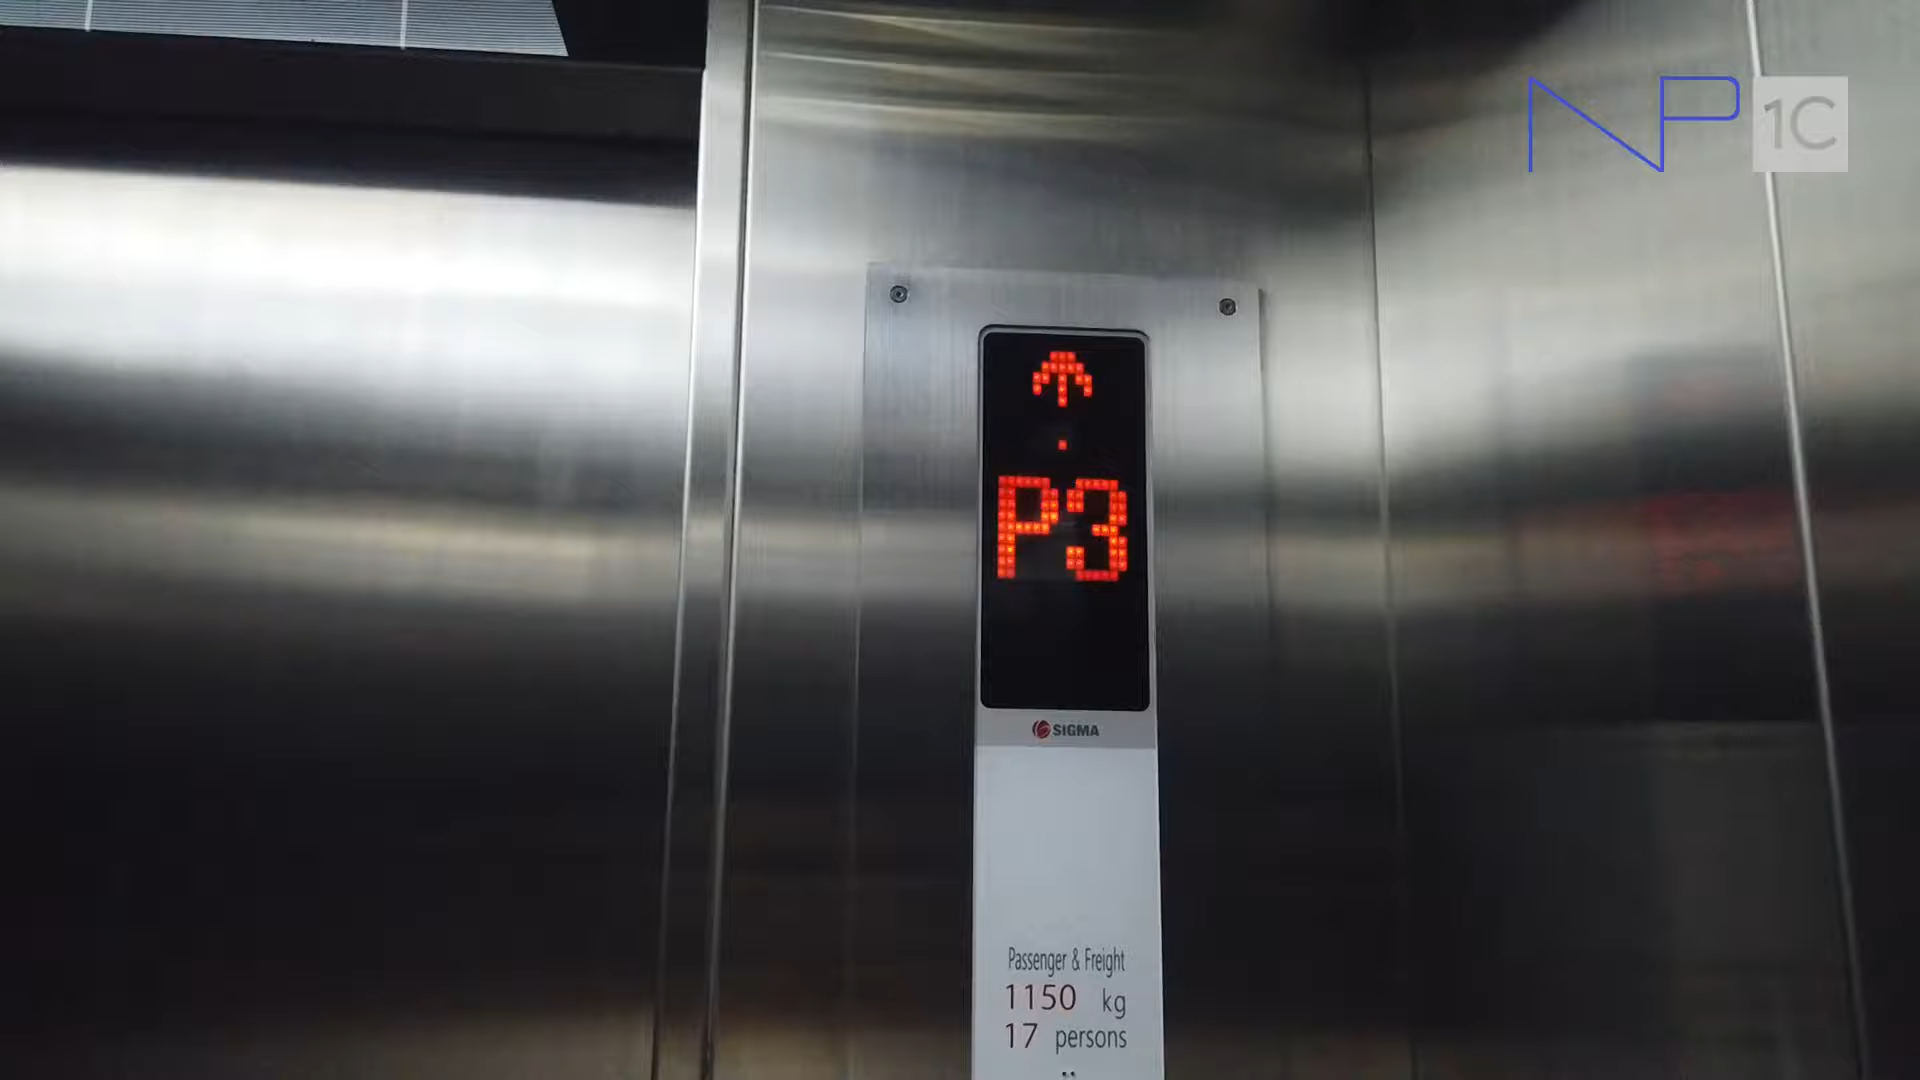 NP 1C
P3
SIGMA
Passenger & Freight
1150 kg
17 persons